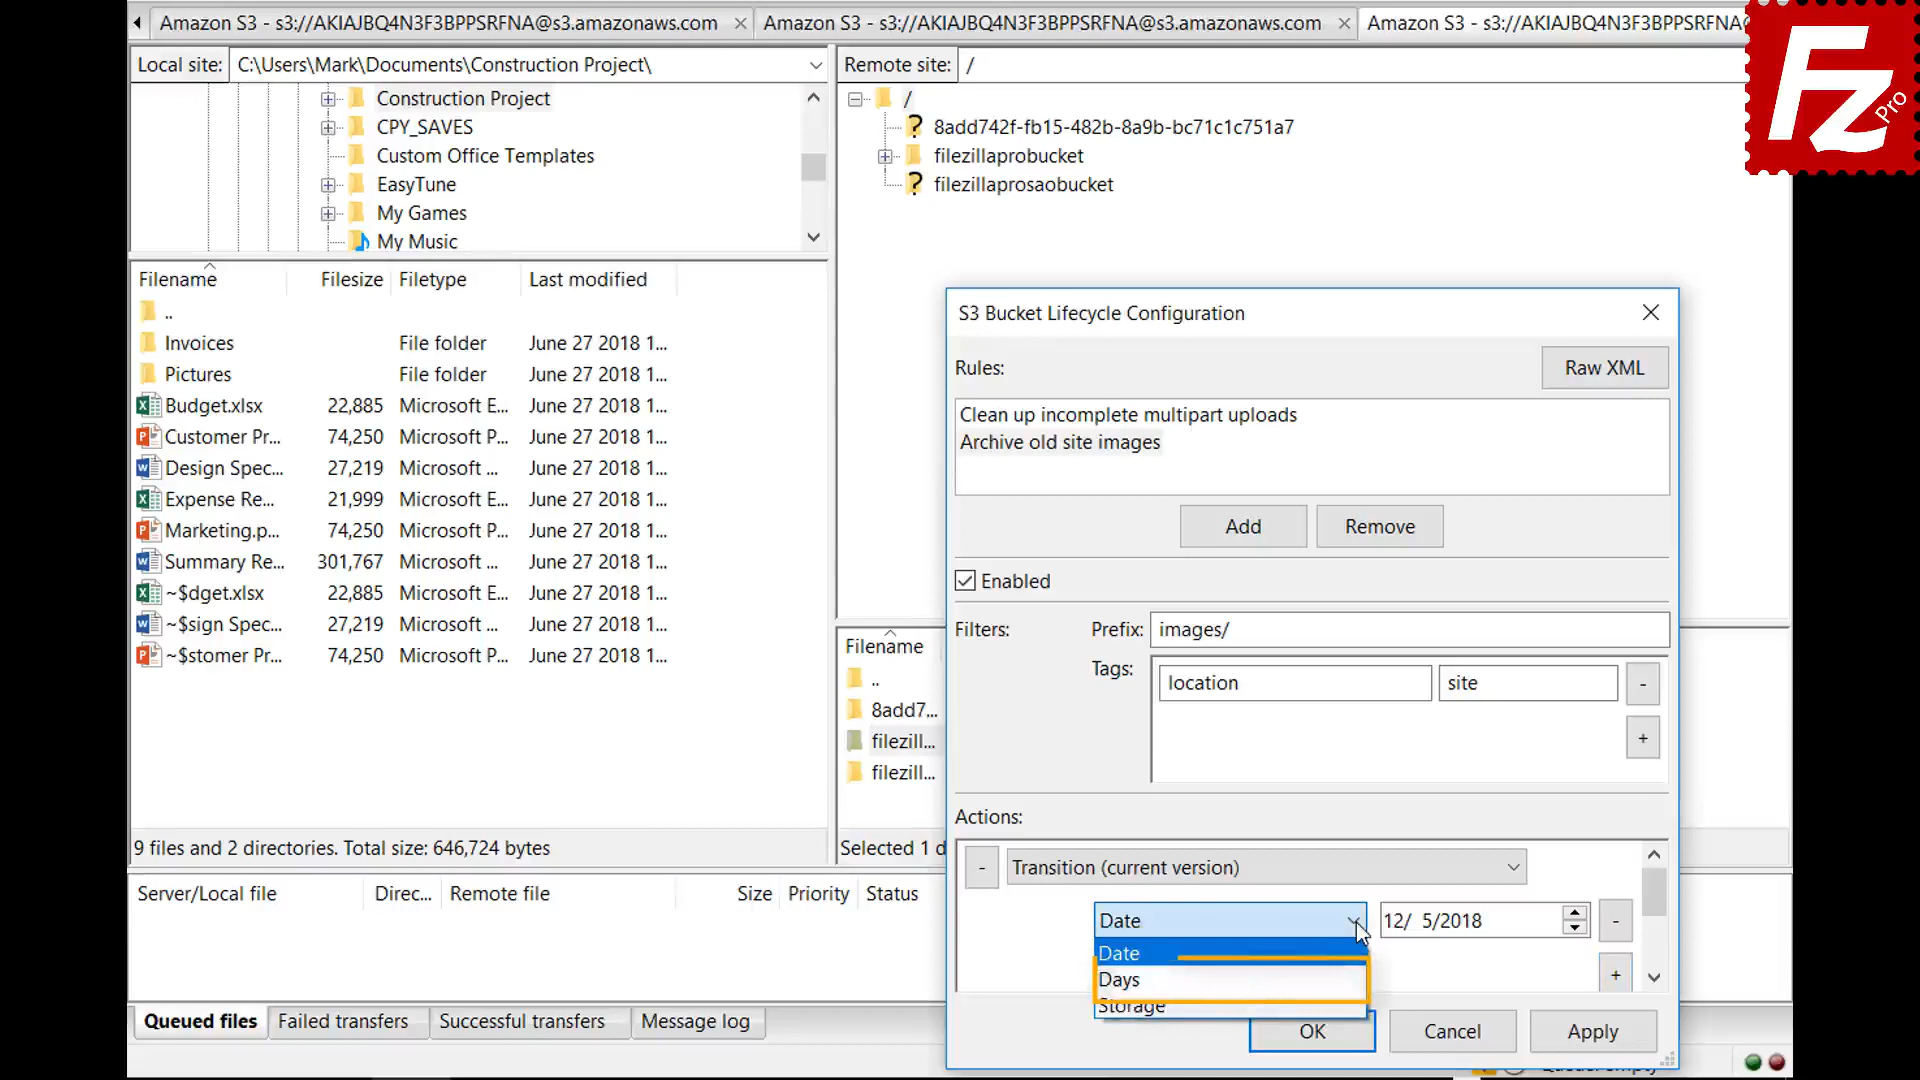 Amazon S3 - s3://AKIAJBQ4N3F3BPPSRFNA@s3.amazonaws.com
Amazon S3 - s3://AKIAJBQ4N3F3BPPSRFNA@s3.amazonaws.com
Amazon S3 - s3://AKIAJBQ4N3F3BPPSRFNA@
FZ Pro
Local site: C:\Users\Mark\Documents\Construction Project\
Construction Project
CPY_SAVES
Custom Office Templates
EasyTune
My Games
My Music
Remote site: /
/
8add742f-fb15-482b-8a9b-bc71c1c751a7
filezillaprobucket
filezillaprosaobucket
Filename Filesize Filetype Last modified
..
Invoices File folder June 27 2018 1...
Pictures File folder June 27 2018 1...
Budget.xlsx 22,885 Microsoft E... June 27 2018 1...
Customer Pr... 74,250 Microsoft P... June 27 2018 1...
Design Spec... 27,219 Microsoft ... June 27 2018 1...
Expense Re... 21,999 Microsoft E... June 27 2018 1...
Marketing.p... 74,250 Microsoft P... June 27 2018 1...
Summary Re... 301,767 Microsoft ... June 27 2018 1...
~$dget.xlsx 22,885 Microsoft E... June 27 2018 1...
~$sign Spec... 27,219 Microsoft ... June 27 2018 1...
~$stomer Pr... 74,250 Microsoft P... June 27 2018 1...
9 files and 2 directories. Total size: 646,724 bytes
Filename
..
8add7...
filezill...
filezill...
Selected 1 d
S3 Bucket Lifecycle Configuration
Rules: Raw XML
Clean up incomplete multipart uploads
Archive old site images
Add Remove
Enabled
Filters: Prefix: images/
Tags: location site -
+
Actions:
- Transition (current version)
Date 12/ 5/2018 -
Date
Days +
Storage
OK Cancel Apply
Server/Local file Direc... Remote file Size Priority Status
Queued files Failed transfers Successful transfers Message log